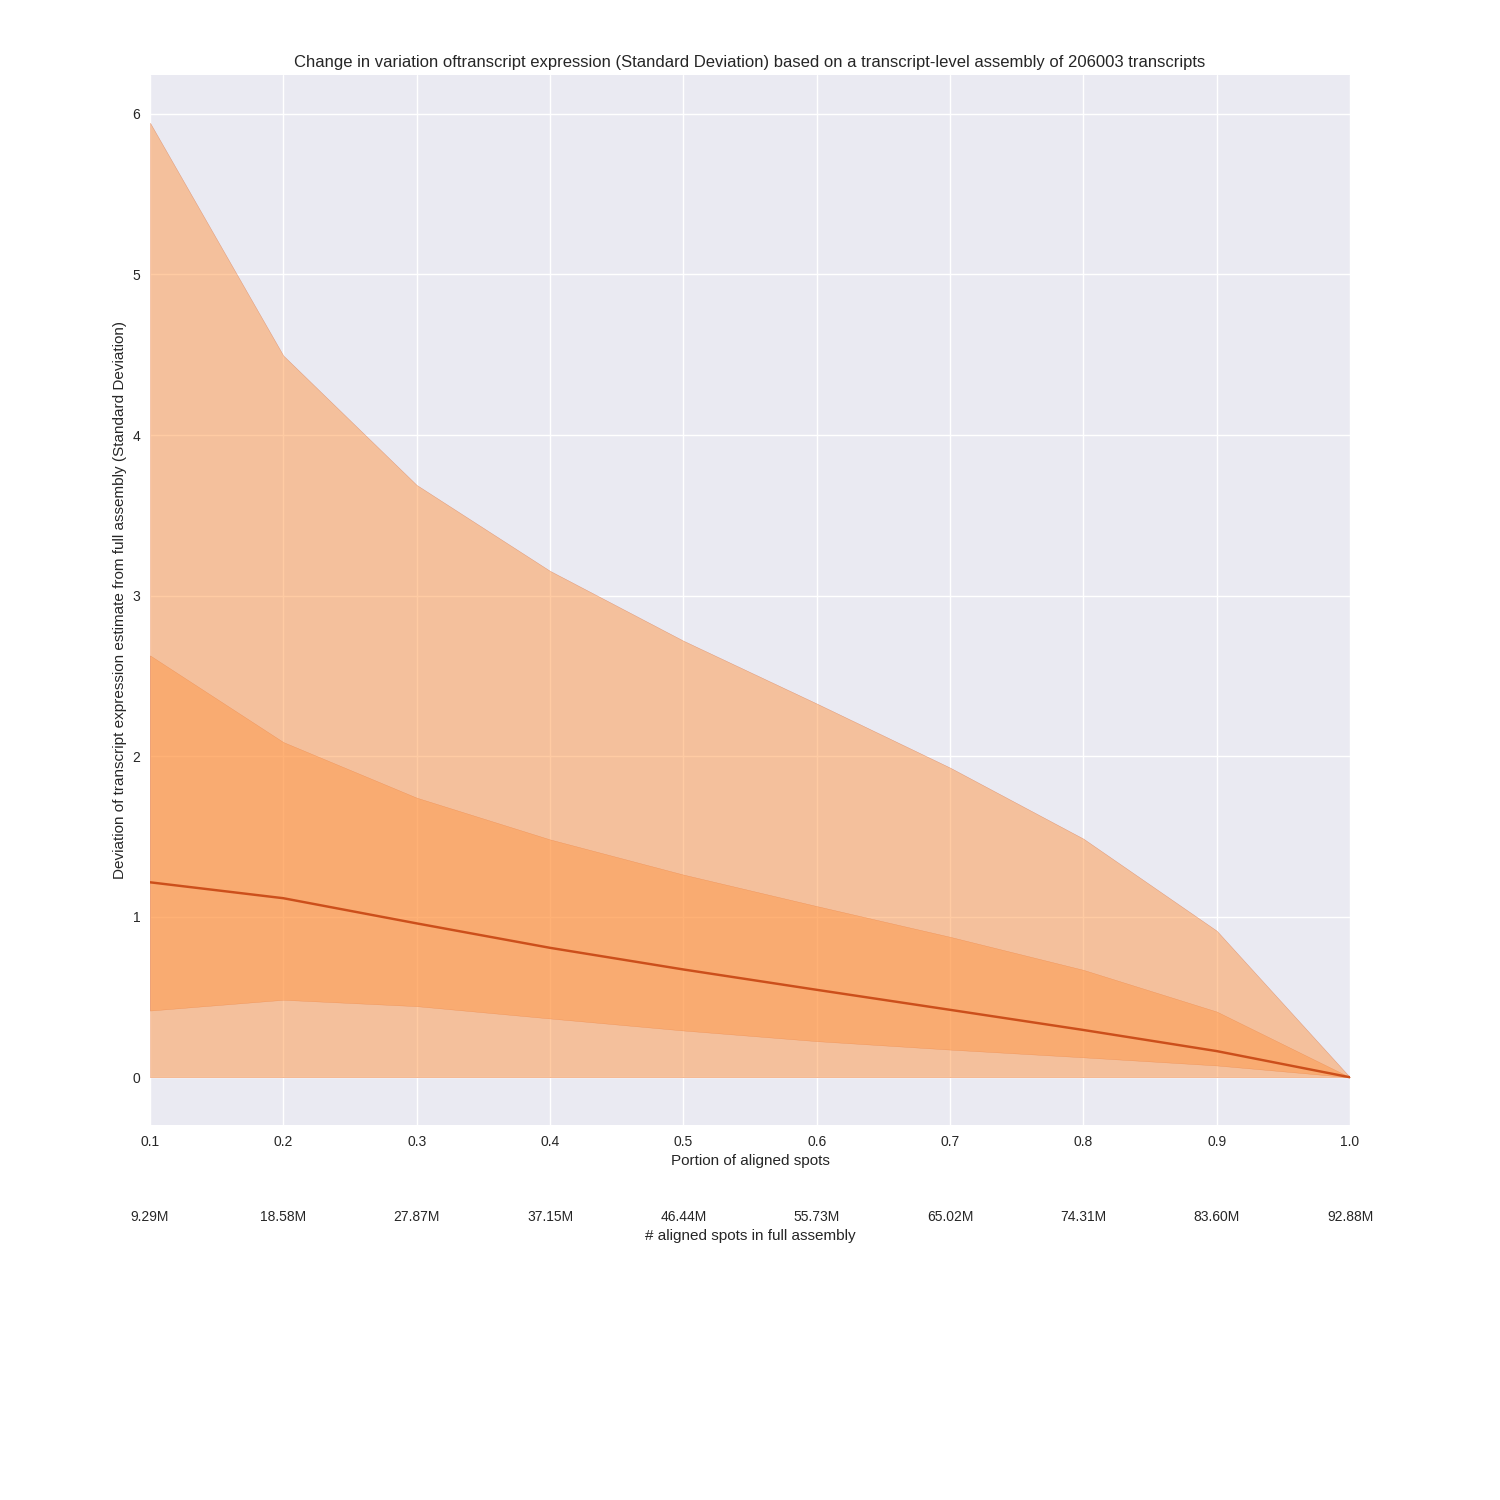 Change in variation oftranscript expression (Standard Deviation) based on a transcript-level assembly of 206003 transcripts
6
5
4
3
2
1
0
Deviation of transcript expression estimate from full assembly (Standard Deviation)
0.1 0.2 0.3 0.4 0.5 0.6 0.7 0.8 0.9 1.0
Portion of aligned spots
9.29M 18.58M 27.87M 37.15M 46.44M 55.73M 65.02M 74.31M 83.60M 92.88M
# aligned spots in full assembly